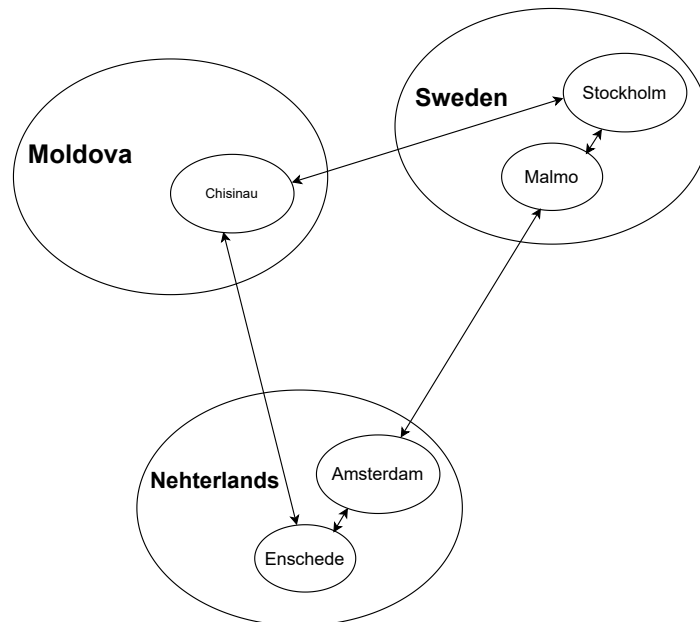 Sweden
Stockholm
Malmo
Moldova
Chisinau
Nehterlands
Amsterdam
Enschede